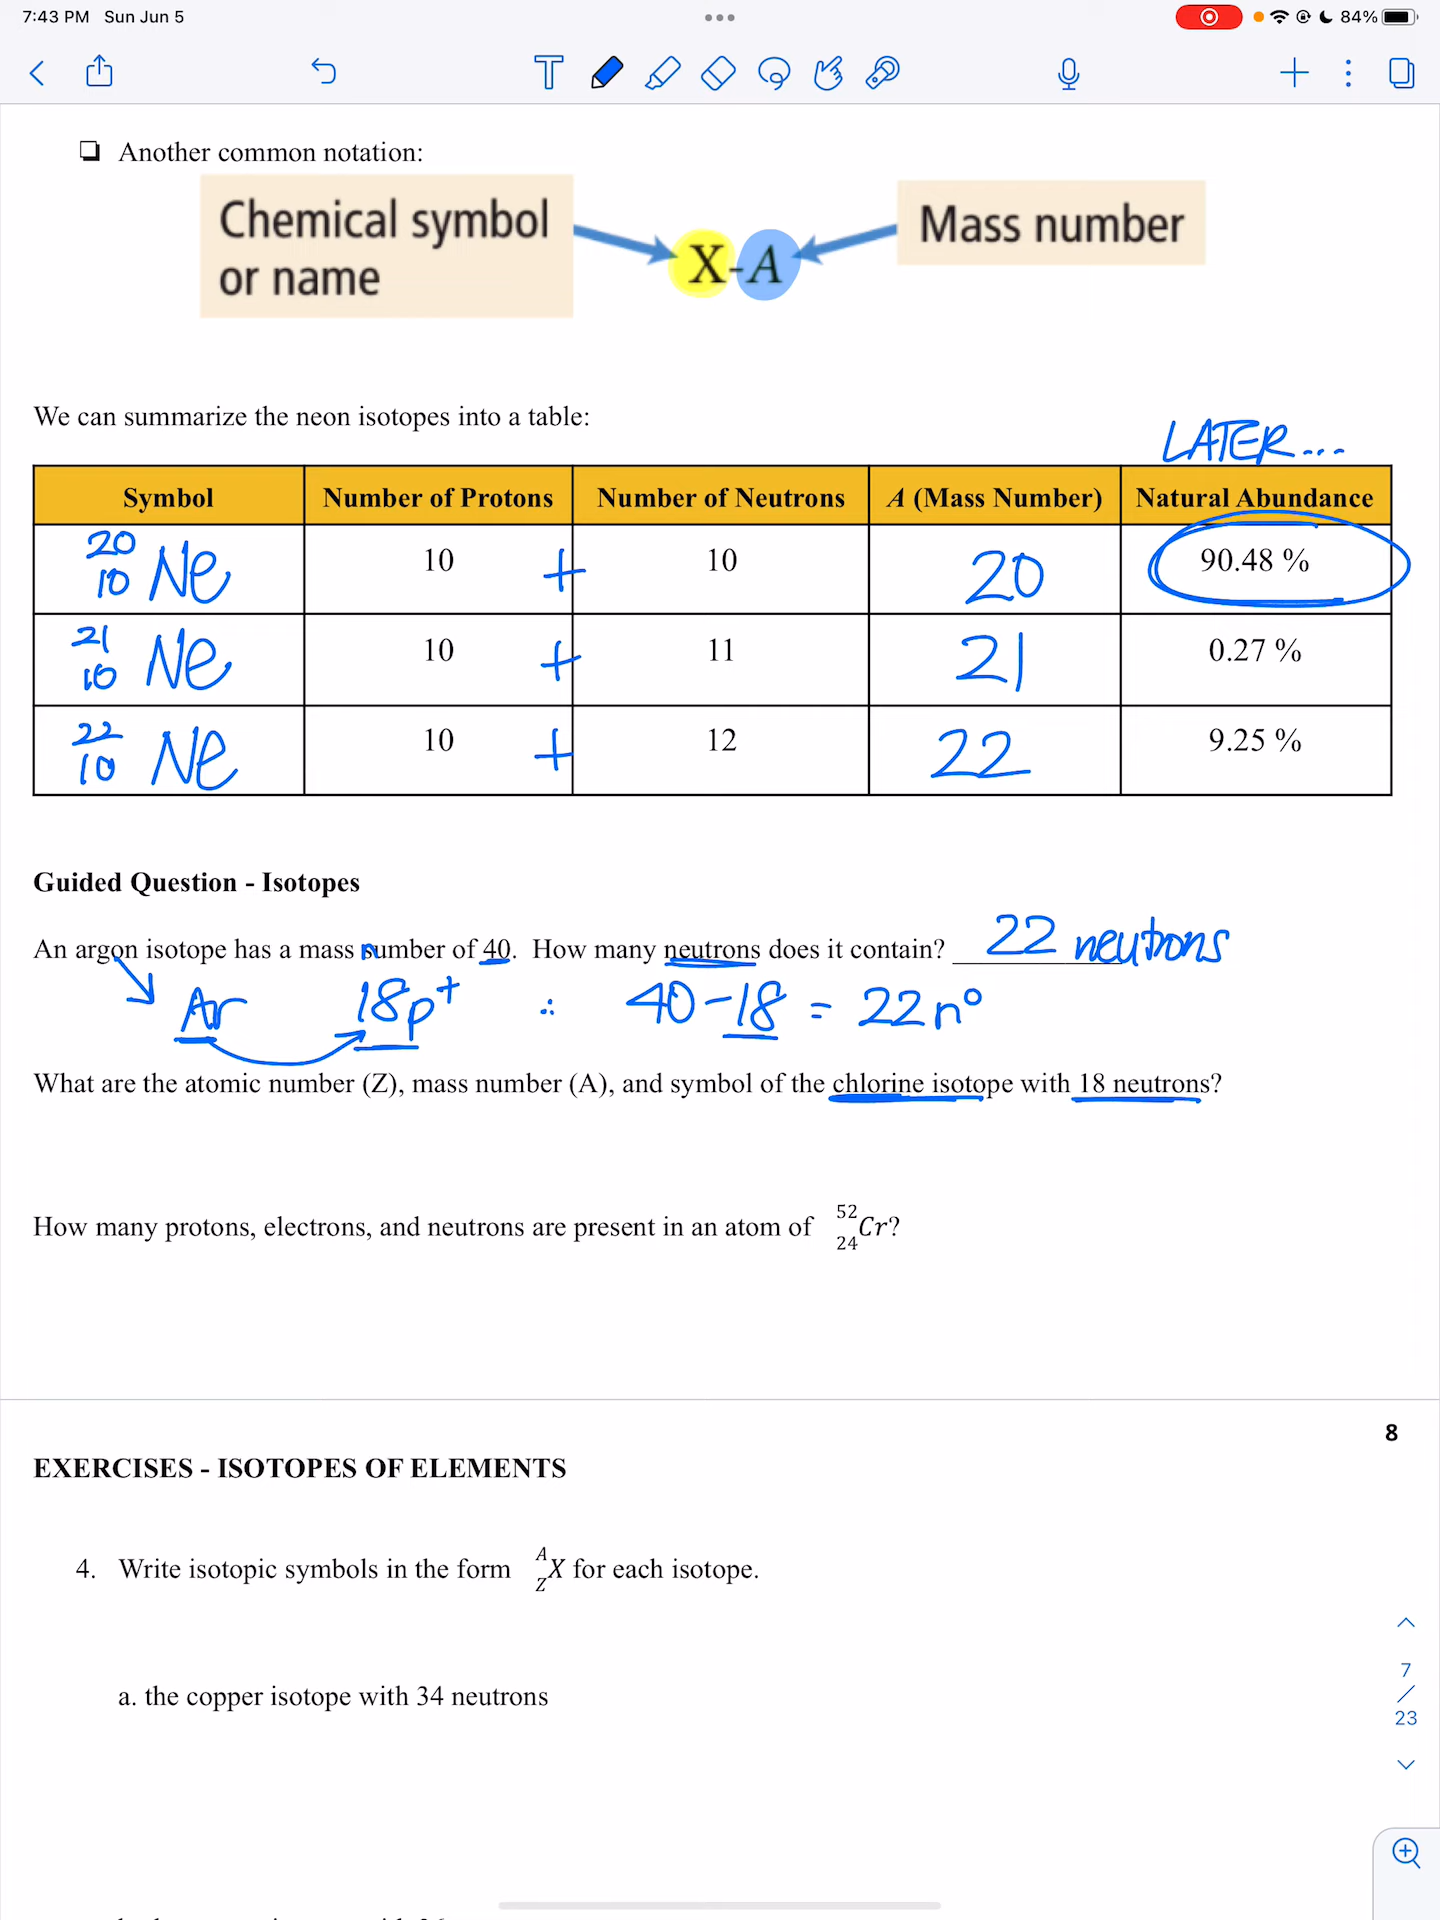 7:43 PM Sun Jun 5
84%
❏ Another common notation:
Chemical symbol or name
X-A
Mass number
We can summarize the neon isotopes into a table:
LATER...
Symbol Number of Protons Number of Neutrons A (Mass Number) Natural Abundance
20 10 Ne 10 + 10 20 90.48 %
21 10 Ne 10 + 11 21 0.27 %
22 10 Ne 10 + 12 22 9.25 %
Guided Question - Isotopes
An argon isotope has a mass number of 40. How many neutrons does it contain? 22 neutrons
Ar 18p+ ∴ 40-18 = 22n°
What are the atomic number (Z), mass number (A), and symbol of the chlorine isotope with 18 neutrons?
How many protons, electrons, and neutrons are present in an atom of 52 24 Cr?
8
EXERCISES - ISOTOPES OF ELEMENTS
4. Write isotopic symbols in the form A Z X for each isotope.
a. the copper isotope with 34 neutrons
7 / 23